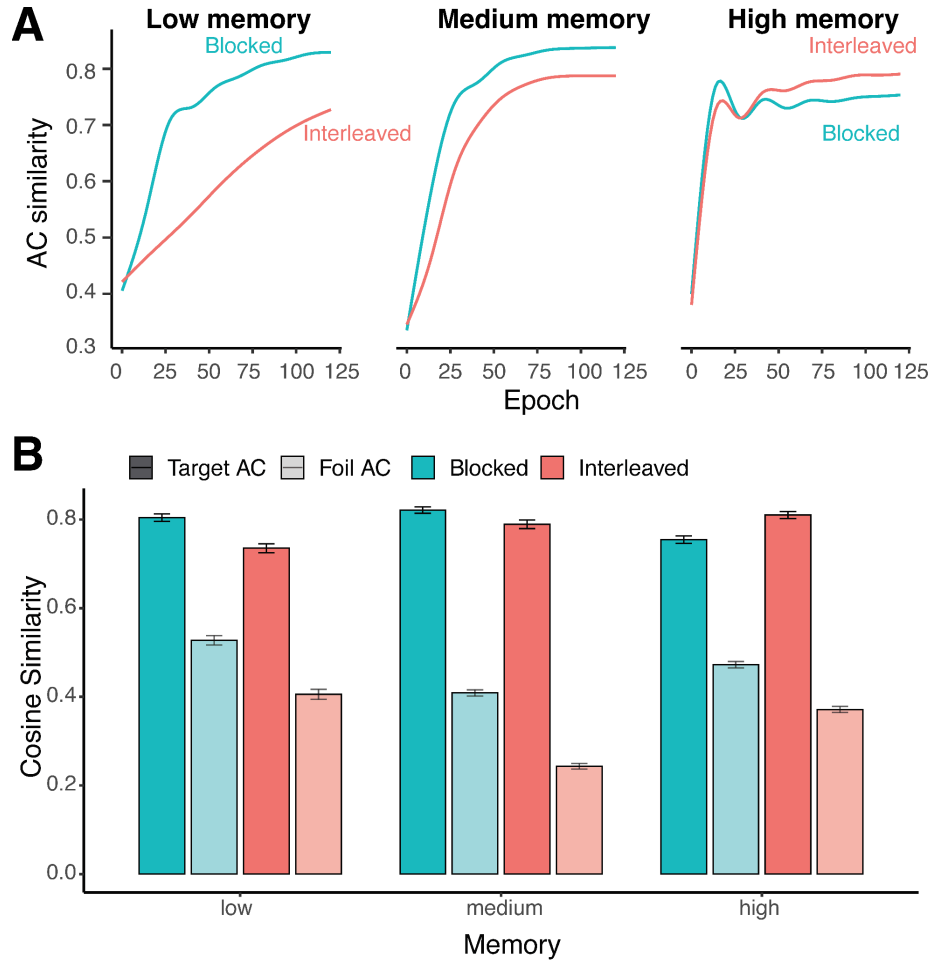 A
Low memory
Medium memory
High memory
Blocked
Interleaved
Interleaved
Blocked
AC similarity
0.8
0.7
0.6
0.5
0.4
0.3
0 25 50 75 100 125
0 25 50 75 100 125
0 25 50 75 100 125
Epoch
B
Target AC Foil AC Blocked Interleaved
Cosine Similarity
0.8
0.6
0.4
0.2
0.0
low medium high
Memory